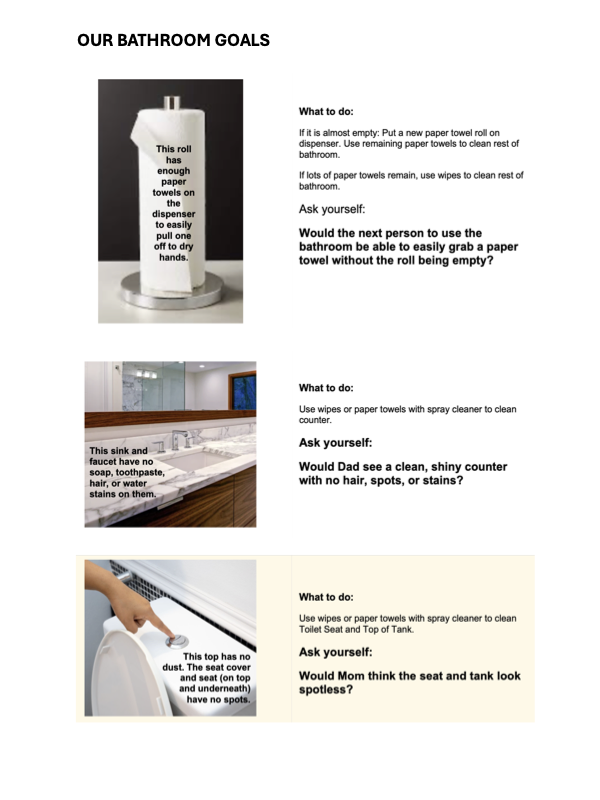 OUR BATHROOM GOALS
This roll
has
enough
paper
towels on
the
dispenser
to easily
pull one
off to dry
hands.
What to do:
If it is almost empty: Put a new paper towel roll on
dispenser. Use remaining paper towels to clean rest of
bathroom.
If lots of paper towels remain, use wipes to clean rest of
bathroom.
Ask yourself:
Would the next person to use the
bathroom be able to easily grab a paper
towel without the roll being empty?
This sink and
faucet have no
soap, toothpaste,
hair, or water
stains on them.
What to do:
Use wipes or paper towels with spray cleaner to clean
counter.
Ask yourself:
Would Dad see a clean, shiny counter
with no hair, spots, or stains?
This top has no
dust. The seat cover
and seat (on top
and underneath)
have no spots.
What to do:
Use wipes or paper towels with spray cleaner to clean
Toilet Seat and Top of Tank.
Ask yourself:
Would Mom think the seat and tank look
spotless?